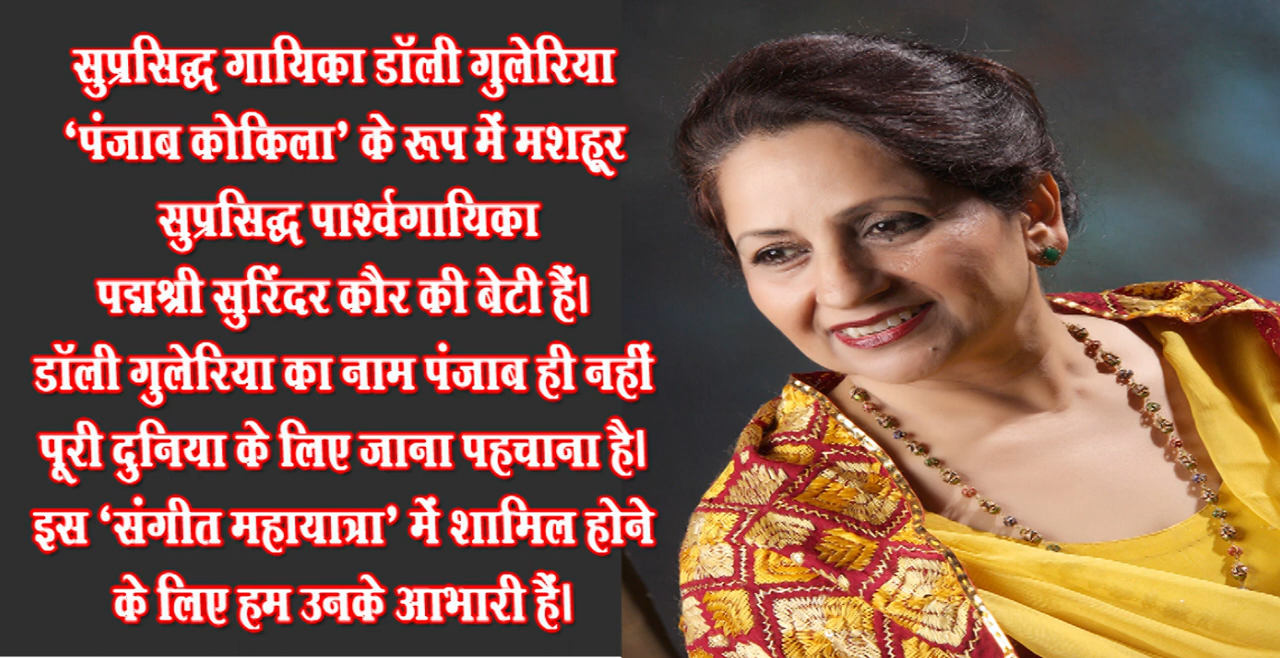 सुप्रसिद्ध गायिका डॉली गुलेरिया
‘पंजाब कोकिला’ के रूप में मशहूर
सुप्रसिद्ध पार्श्वगायिका
पद्मश्री सुरिंदर कौर की बेटी हैं।
डॉली गुलेरिया का नाम पंजाब ही नहीं
पूरी दुनिया के लिए जाना पहचाना है।
इस ‘संगीत महायात्रा’ में शामिल होने
के लिए हम उनके आभारी हैं।